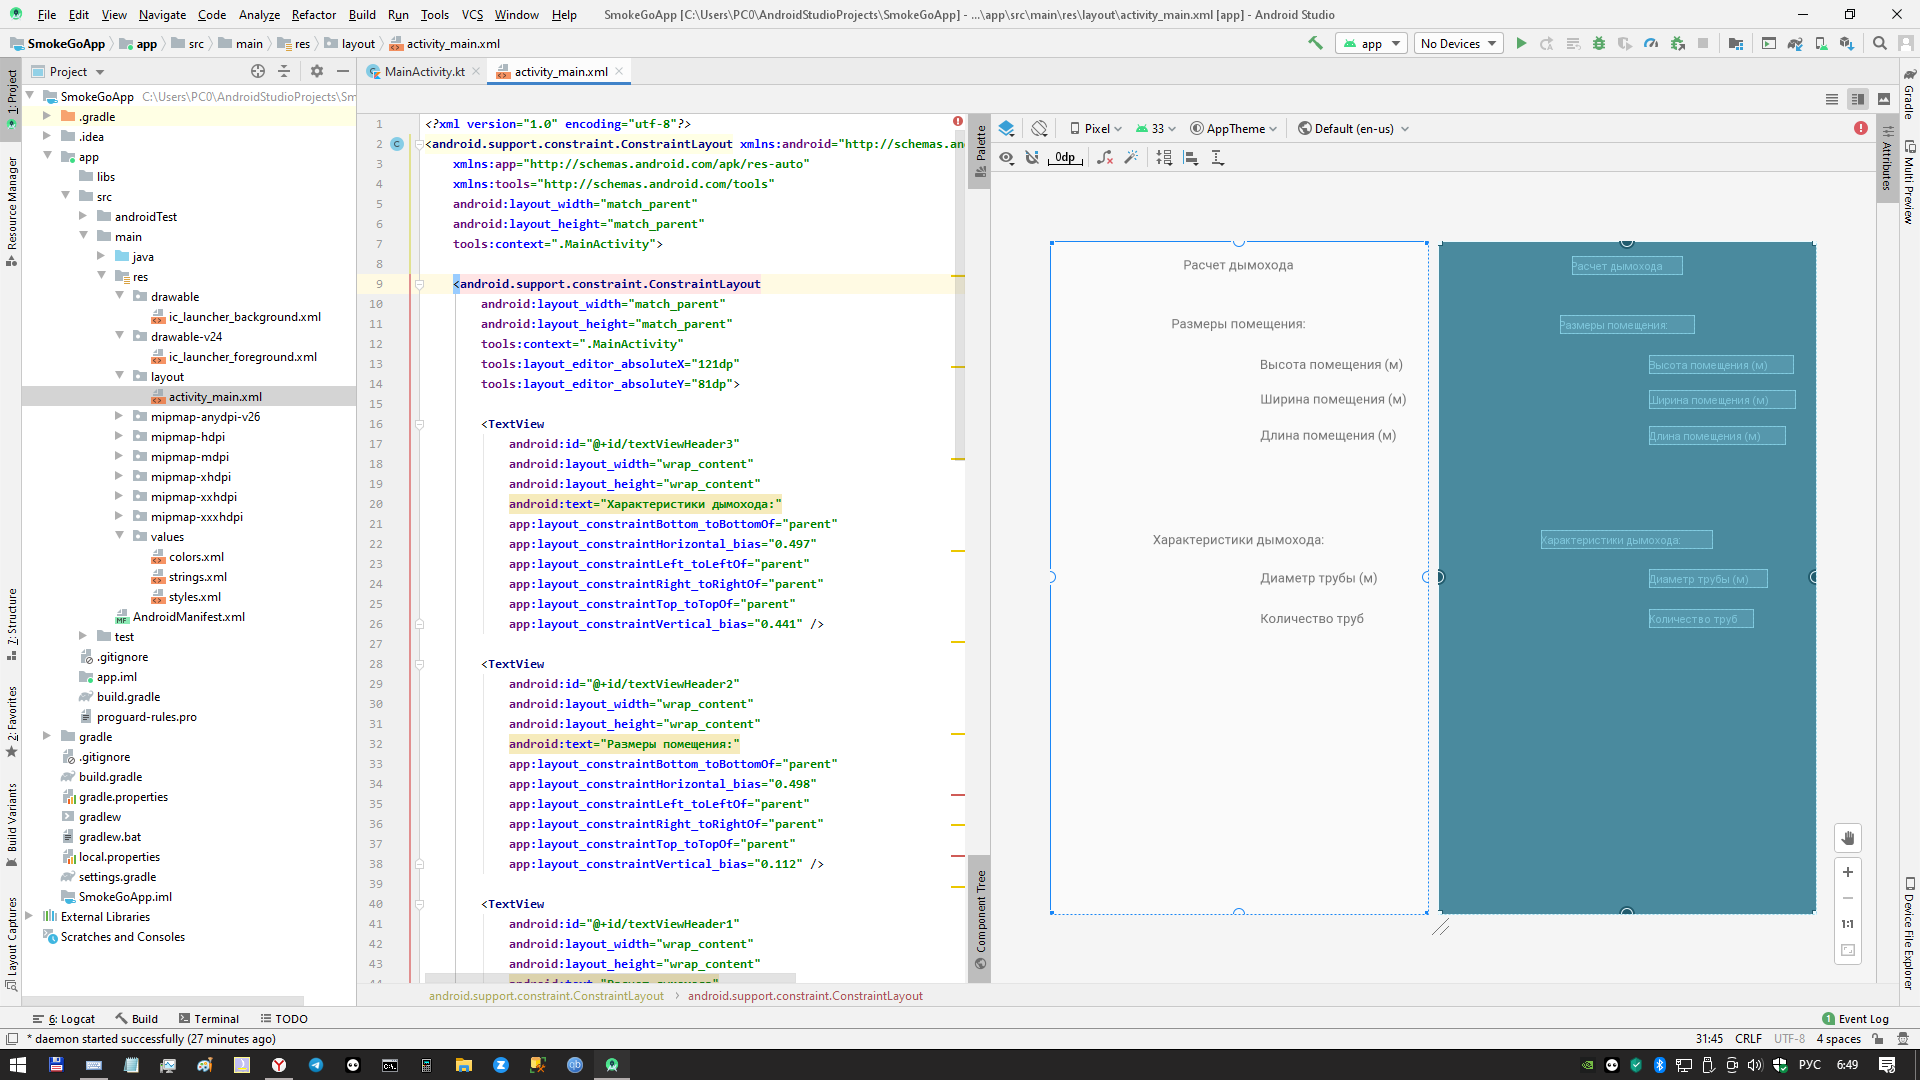 File Edit View Navigate Code Analyze Refactor Build Run Tools VCS Window Help SmokeGoApp [C:\Users\PC0\AndroidStudioProjects\SmokeGoApp] - ...\app\src\main\res\layout\activity_main.xml [app] - Android Studio
SmokeGoApp app src main res layout activity_main.xml app No Devices
Project MainActivity.kt activity_main.xml
1: Project
Resource Manager
7: Structure
2: Favorites
Build Variants
Layout Captures
SmokeGoApp C:\Users\PC0\AndroidStudioProjects\Sm
.gradle
.idea
app
libs
src
androidTest
main
java
res
drawable
ic_launcher_background.xml
drawable-v24
ic_launcher_foreground.xml
layout
activity_main.xml
mipmap-anydpi-v26
mipmap-hdpi
mipmap-mdpi
mipmap-xhdpi
mipmap-xxhdpi
mipmap-xxxhdpi
values
colors.xml
strings.xml
styles.xml
AndroidManifest.xml
test
.gitignore
app.iml
build.gradle
proguard-rules.pro
gradle
.gitignore
build.gradle
gradle.properties
gradlew
gradlew.bat
local.properties
settings.gradle
SmokeGoApp.iml
External Libraries
Scratches and Consoles
1 <?xml version="1.0" encoding="utf-8"?>
2 <android.support.constraint.ConstraintLayout xmlns:android="http://schemas.an
3 xmlns:app="http://schemas.android.com/apk/res-auto"
4 xmlns:tools="http://schemas.android.com/tools"
5 android:layout_width="match_parent"
6 android:layout_height="match_parent"
7 tools:context=".MainActivity">
8
9 <android.support.constraint.ConstraintLayout
10 android:layout_width="match_parent"
11 android:layout_height="match_parent"
12 tools:context=".MainActivity"
13 tools:layout_editor_absoluteX="121dp"
14 tools:layout_editor_absoluteY="81dp">
15
16 <TextView
17 android:id="@+id/textViewHeader3"
18 android:layout_width="wrap_content"
19 android:layout_height="wrap_content"
20 android:text="Характеристики дымохода:"
21 app:layout_constraintBottom_toBottomOf="parent"
22 app:layout_constraintHorizontal_bias="0.497"
23 app:layout_constraintLeft_toLeftOf="parent"
24 app:layout_constraintRight_toRightOf="parent"
25 app:layout_constraintTop_toTopOf="parent"
26 app:layout_constraintVertical_bias="0.441" />
27
28 <TextView
29 android:id="@+id/textViewHeader2"
30 android:layout_width="wrap_content"
31 android:layout_height="wrap_content"
32 android:text="Размеры помещения:"
33 app:layout_constraintBottom_toBottomOf="parent"
34 app:layout_constraintHorizontal_bias="0.498"
35 app:layout_constraintLeft_toLeftOf="parent"
36 app:layout_constraintRight_toRightOf="parent"
37 app:layout_constraintTop_toTopOf="parent"
38 app:layout_constraintVertical_bias="0.112" />
39
40 <TextView
41 android:id="@+id/textViewHeader1"
42 android:layout_width="wrap_content"
43 android:layout_height="wrap_content"
android.support.constraint.ConstraintLayout › android.support.constraint.ConstraintLayout
Palette
Component Tree
Pixel 33 AppTheme Default (en-us)
0dp
Расчет дымохода
Размеры помещения:
Высота помещения (м)
Ширина помещения (м)
Длина помещения (м)
Характеристики дымохода:
Диаметр трубы (м)
Количество труб
Расчет дымохода
Размеры помещения:
Высота помещения (м)
Ширина помещения (м)
Длина помещения (м)
Характеристики дымохода:
Диаметр трубы (м)
Количество труб
1:1
Attributes
Gradle
Multi Preview
Device File Explorer
6: Logcat Build Terminal TODO 1 Event Log
* daemon started successfully (27 minutes ago) 31:45 CRLF UTF-8 4 spaces
РУС 6:49